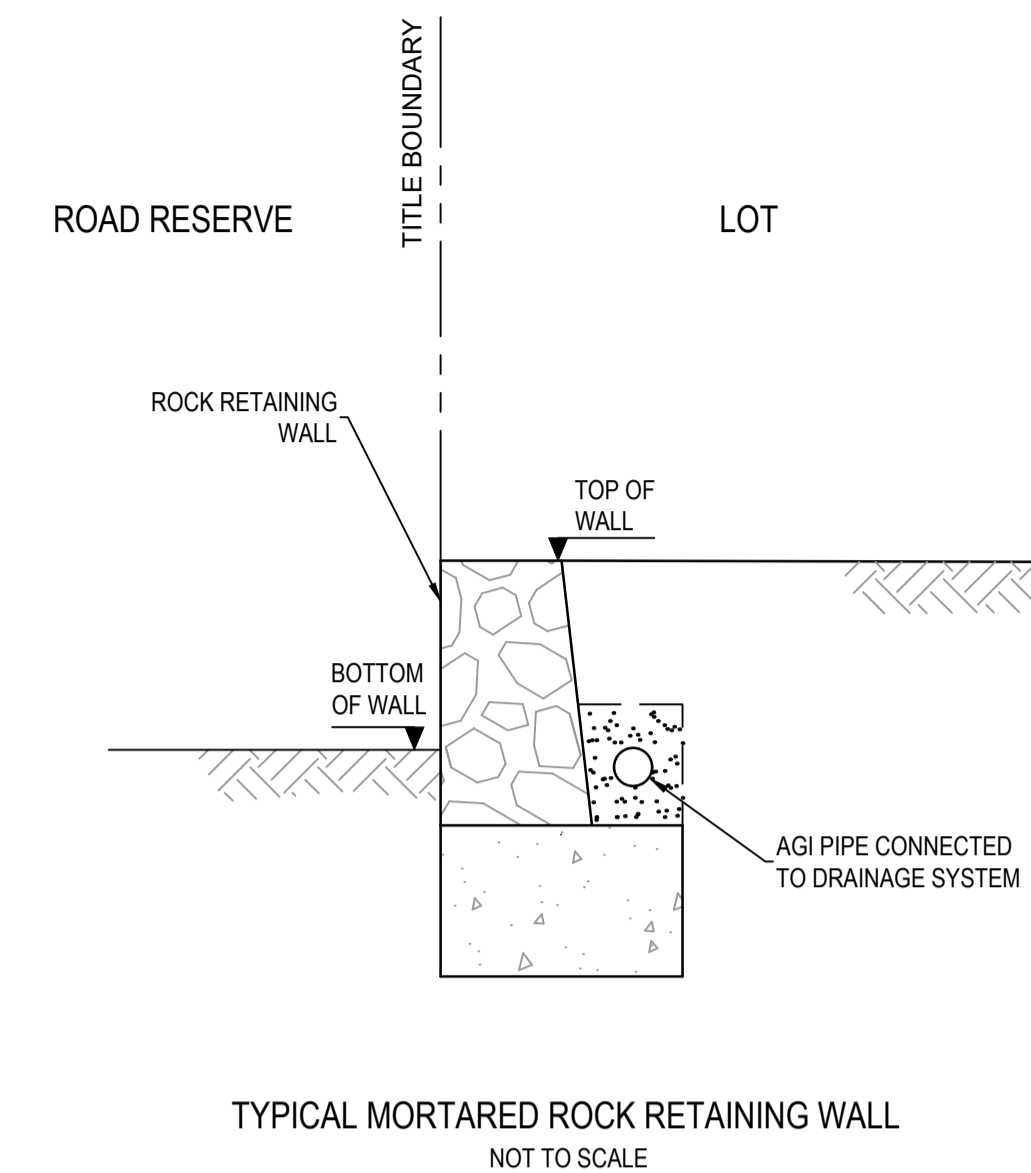 TITLE BOUNDARY
ROAD RESERVE
LOT
ROCK RETAINING
WALL
TOP OF
WALL
BOTTOM
OF WALL
AGI PIPE CONNECTED
TO DRAINAGE SYSTEM
TYPICAL MORTARED ROCK RETAINING WALL
NOT TO SCALE